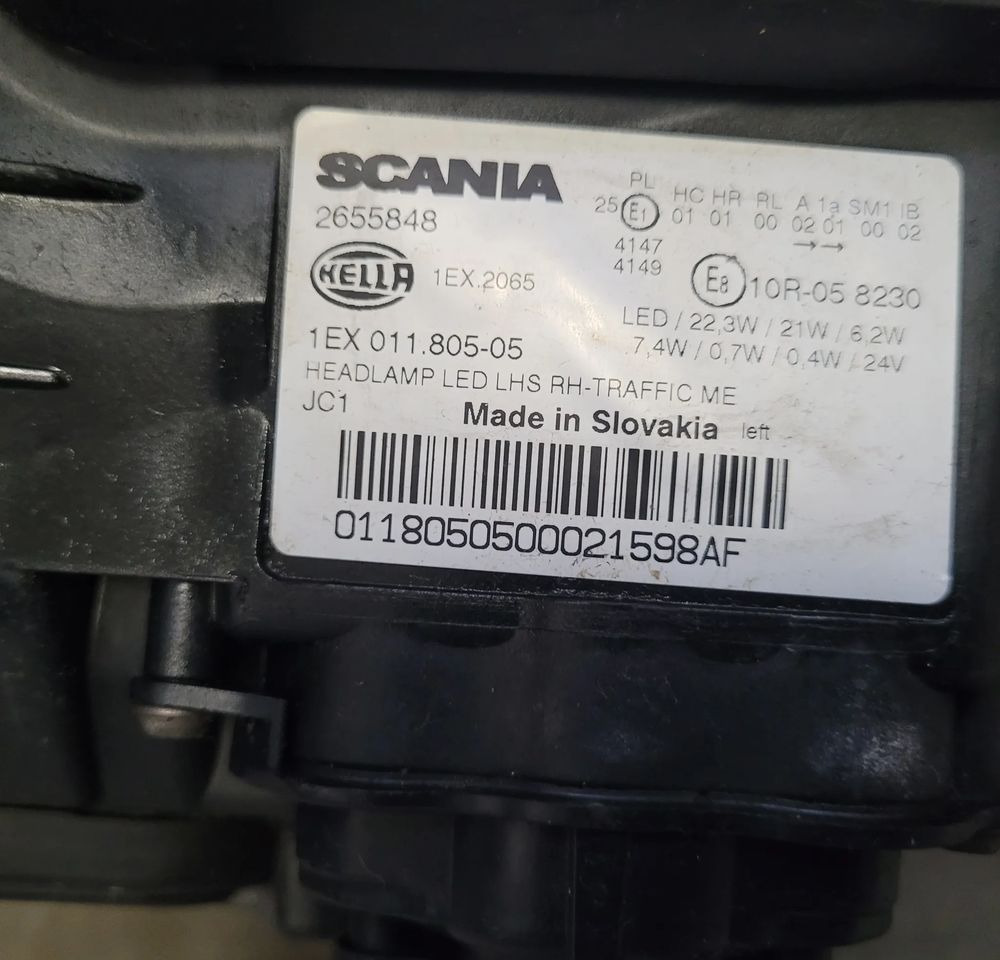 SCANIA
2655848
HELLA
1EX.2065
1EX 011.805-05
HEADLAMP LED LHS RH-TRAFFIC ME
JC1
Made in Slovakia
left
PL
25 E1
HC HR RL A 1a SM1 IB
01 01 00 02 01 00 02
→→
4147
4149
E8 10R-05 8230
LED / 22,3W / 21W / 6,2W
7,4W / 0,7W / 0,4W / 24V
011805050002 1598AF